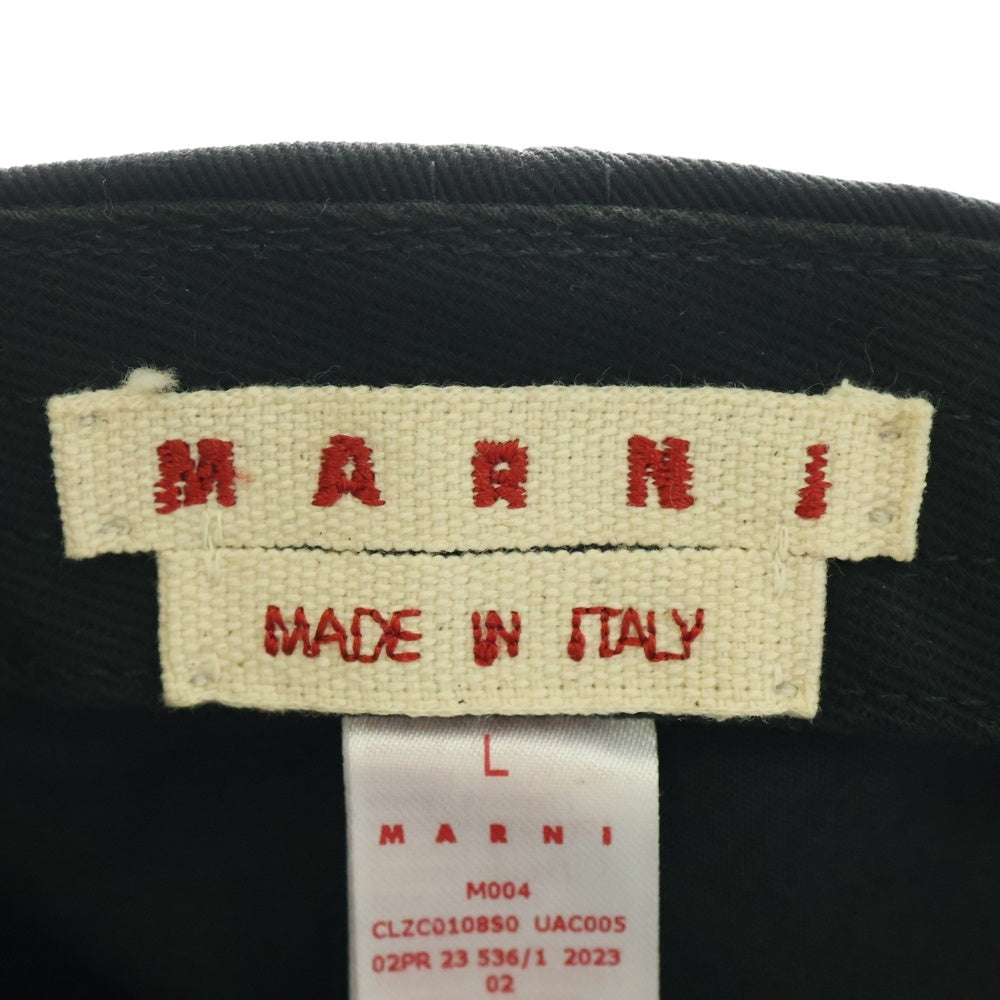 MARNI
MADE IN ITALY
L
MARNI
M004
CLZC0108S0 UAC005
02PR 23 536/1 2023
02